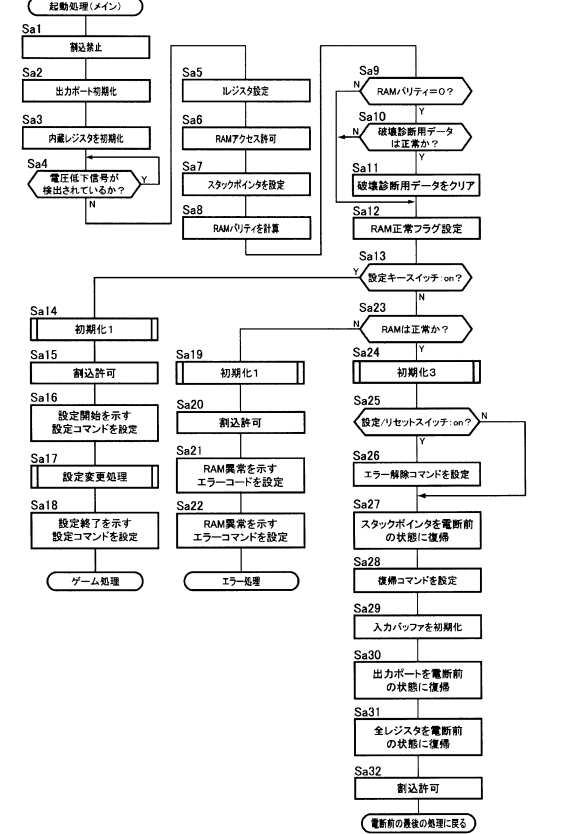 起動処理(メイン)
Sa1
割込禁止
Sa2
出力ポート初期化
Sa3
内蔵レジスタを初期化
Sa4
電圧低下信号が
検出されているか？
Y
N
Sa5
Iレジスタ設定
Sa6
RAMアクセス許可
Sa7
スタックポインタを設定
Sa8
RAMパリティを計算
Sa9
RAMパリティ＝0？
N
Y
Sa10
破壊診断用データ
は正常か？
N
Y
Sa11
破壊診断用データをクリア
Sa12
RAM正常フラグ設定
Sa13
設定キースイッチ：on？
Y
N
Sa14
初期化1
Sa15
割込許可
Sa16
設定開始を示す
設定コマンドを設定
Sa17
設定変更処理
Sa18
設定終了を示す
設定コマンドを設定
ゲーム処理
Sa23
RAMは正常か？
N
Y
Sa19
初期化1
Sa20
割込許可
Sa21
RAM異常を示す
エラーコードを設定
Sa22
RAM異常を示す
エラーコマンドを設定
エラー処理
Sa24
初期化3
Sa25
設定/リセットスイッチ：on？
N
Y
Sa26
エラー解除コマンドを設定
Sa27
スタックポインタを電断前
の状態に復帰
Sa28
復帰コマンドを設定
Sa29
入力バッファを初期化
Sa30
出力ポートを電断前
の状態に復帰
Sa31
全レジスタを電断前
の状態に復帰
Sa32
割込許可
電断前の最後の処理に戻る